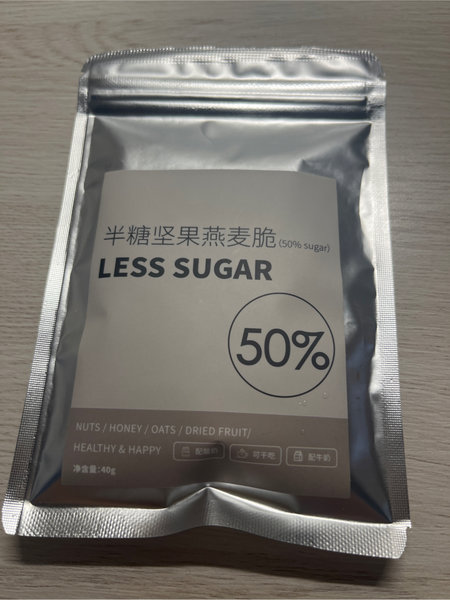 半糖坚果燕麦脆(50% sugar)
LESS SUGAR
50%
NUTS / HONEY / OATS / DRIED FRUIT/
HEALTHY & HAPPY 配酸奶 可干吃 配牛奶
净含量:40g